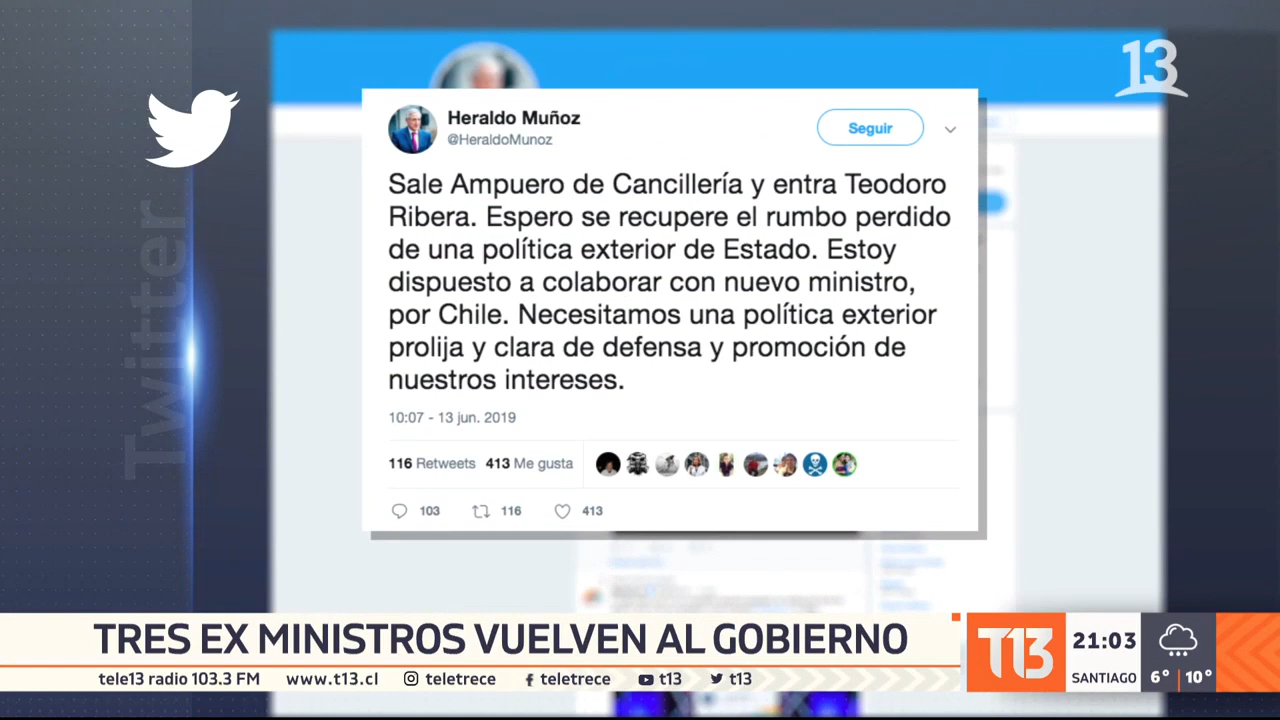 13
Twitter
Heraldo Muñoz
@HeraldoMunoz
Seguir
Sale Ampuero de Cancillería y entra Teodoro
Ribera. Espero se recupere el rumbo perdido
de una política exterior de Estado. Estoy
dispuesto a colaborar con nuevo ministro,
por Chile. Necesitamos una política exterior
prolija y clara de defensa y promoción de
nuestros intereses.
10:07 - 13 jun. 2019
116 Retweets 413 Me gusta
103 116 413
TRES EX MINISTROS VUELVEN AL GOBIERNO
tele13 radio 103.3 FM www.t13.cl teletrece teletrece t13 t13
T13
21:03
SANTIAGO
6° 10°